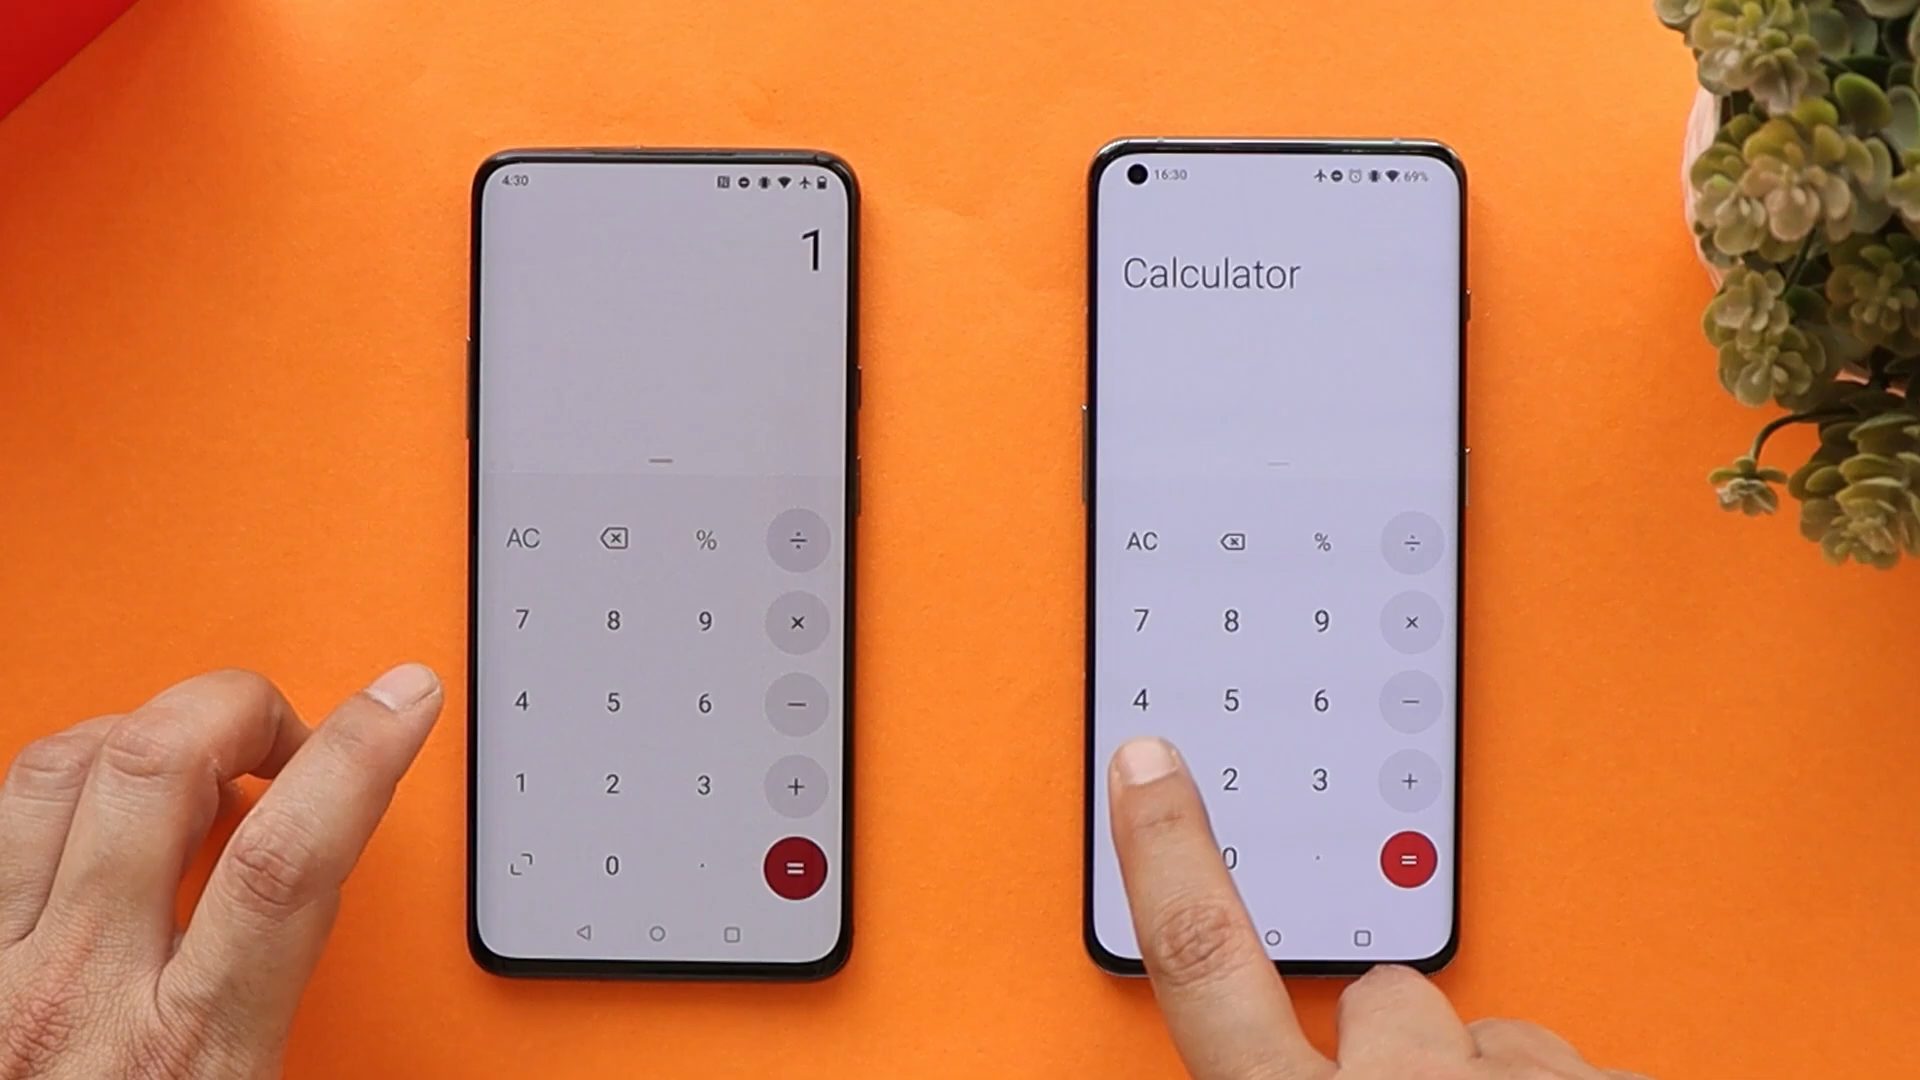 4:30
1
AC % ÷
7 8 9 ×
4 5 6 −
1 2 3 +
0 . =
16:30 69%
Calculator
AC % ÷
7 8 9 ×
4 5 6 −
2 3 +
0 . =